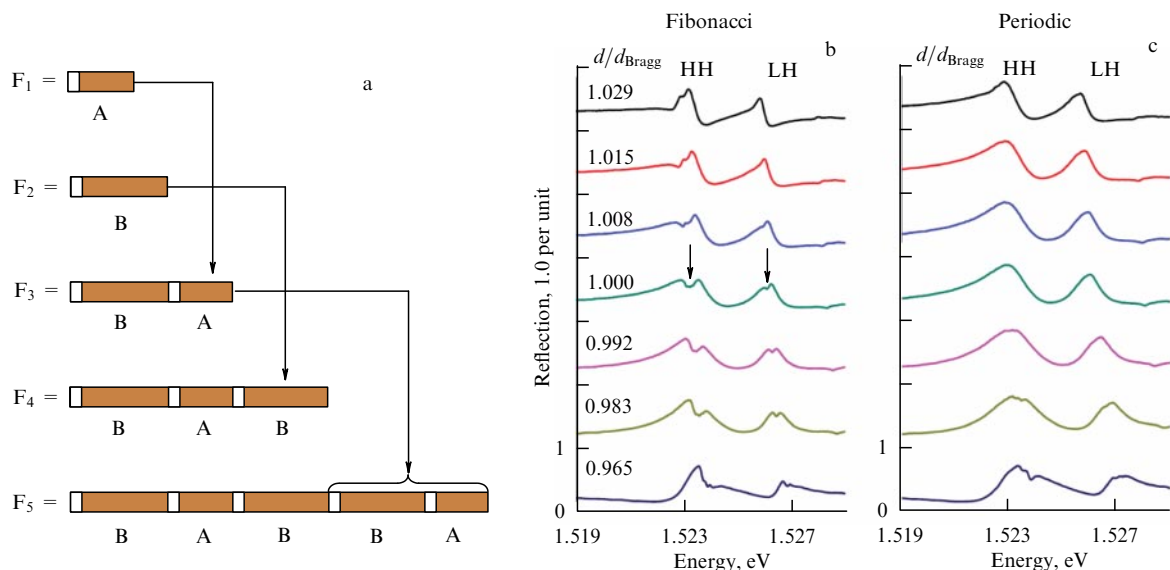 a
F1 =
A
F2 =
B
F3 =
B A
F4 =
B A B
F5 =
B A B B A
Fibonacci
b
d/dBragg
HH LH
1.029
1.015
1.008
1.000
0.992
0.983
0.965
Reflection, 1.0 per unit
1
0
1.519 1.523 1.527
Energy, eV
Periodic
c
d/dBragg
HH LH
1
0
1.519 1.523 1.527
Energy, eV